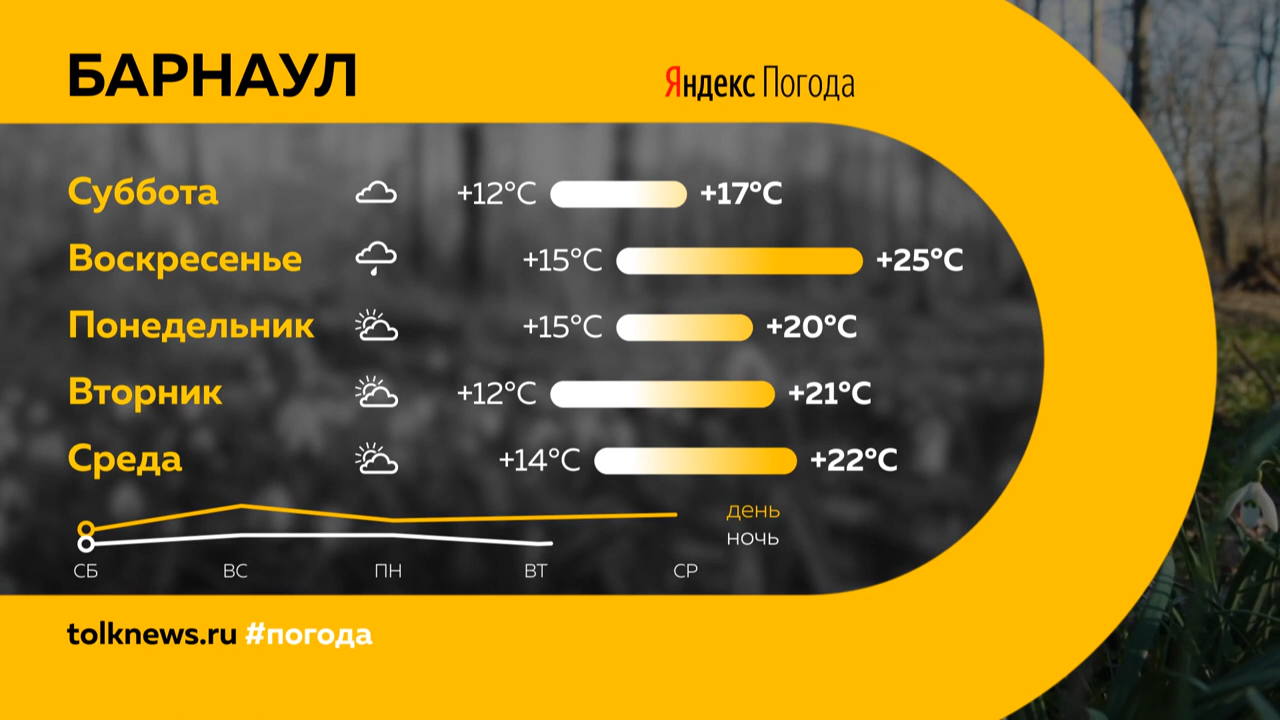 БАРНАУЛ
Яндекс Погода
Суббота +12°C +17°C
Воскресенье +15°C +25°C
Понедельник +15°C +20°C
Вторник +12°C +21°C
Среда +14°C +22°C
день
ночь
СБ ВС ПН ВТ СР
tolknews.ru #погода